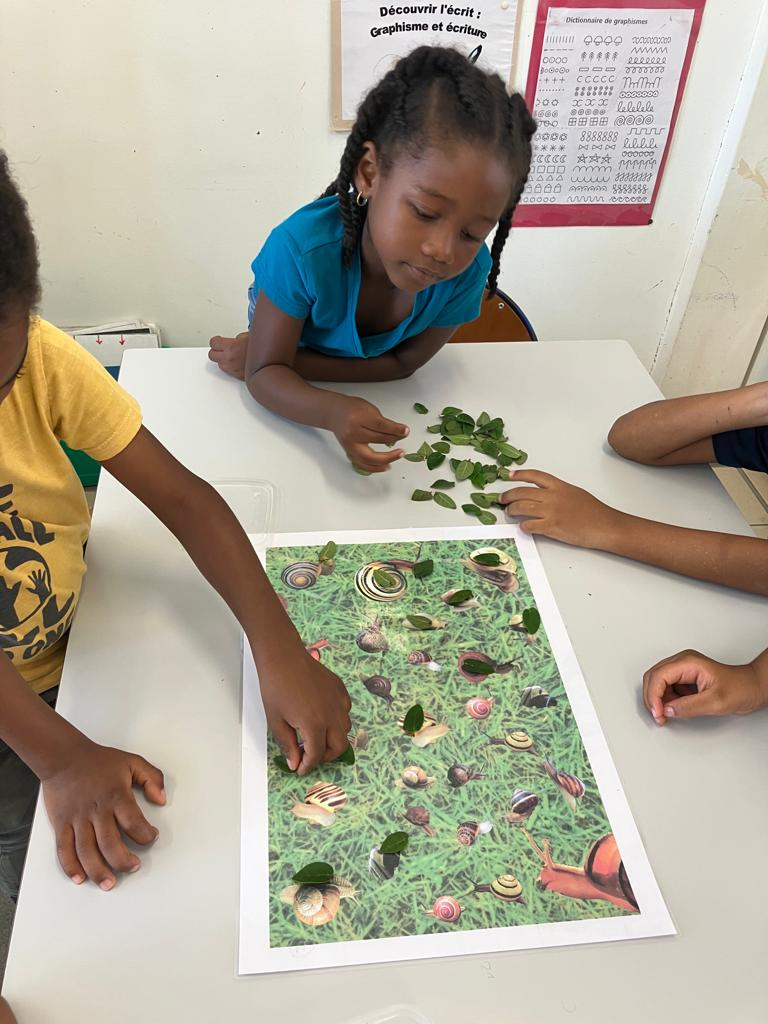 Découvrir l'écrit :
Graphisme et écriture
Dictionnaire de graphismes